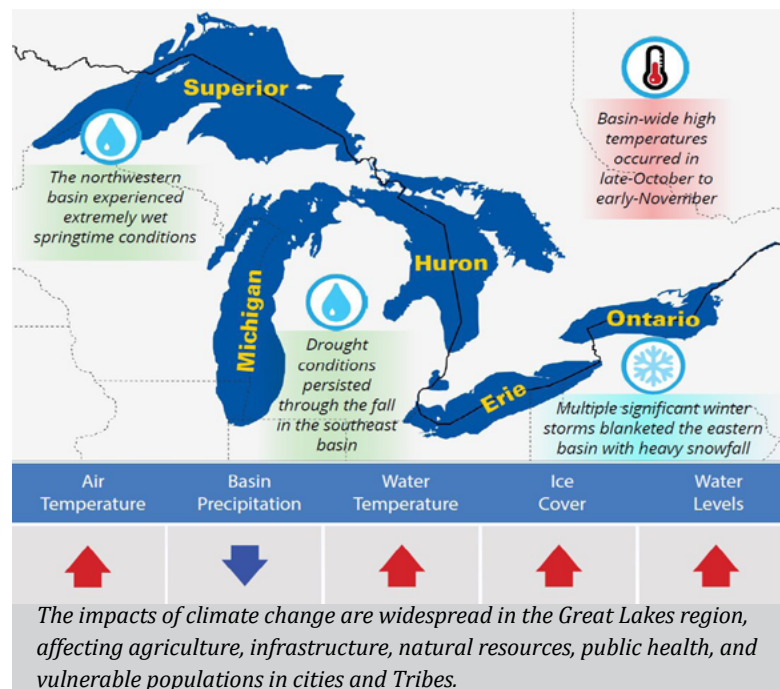 Superior
Basin-wide high
temperatures
occurred in
late-October to
early-November
The northwestern
basin experienced
extremely wet
springtime conditions
Huron
Michigan
Ontario
Drought
conditions
persisted
through the fall
in the southeast
basin
Erie
Multiple significant winter
storms blanketed the eastern
basin with heavy snowfall
Air
Temperature
Basin
Precipitation
Water
Temperature
Ice
Cover
Water
Levels
The impacts of climate change are widespread in the Great Lakes region,
affecting agriculture, infrastructure, natural resources, public health, and
vulnerable populations in cities and Tribes.